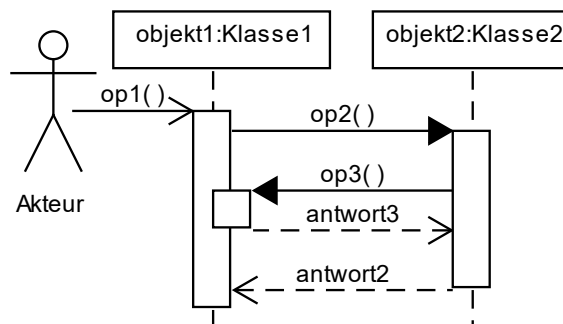 objekt1:Klasse1
objekt2:Klasse2
op1( )
op2( )
op3( )
Akteur
antwort3
antwort2